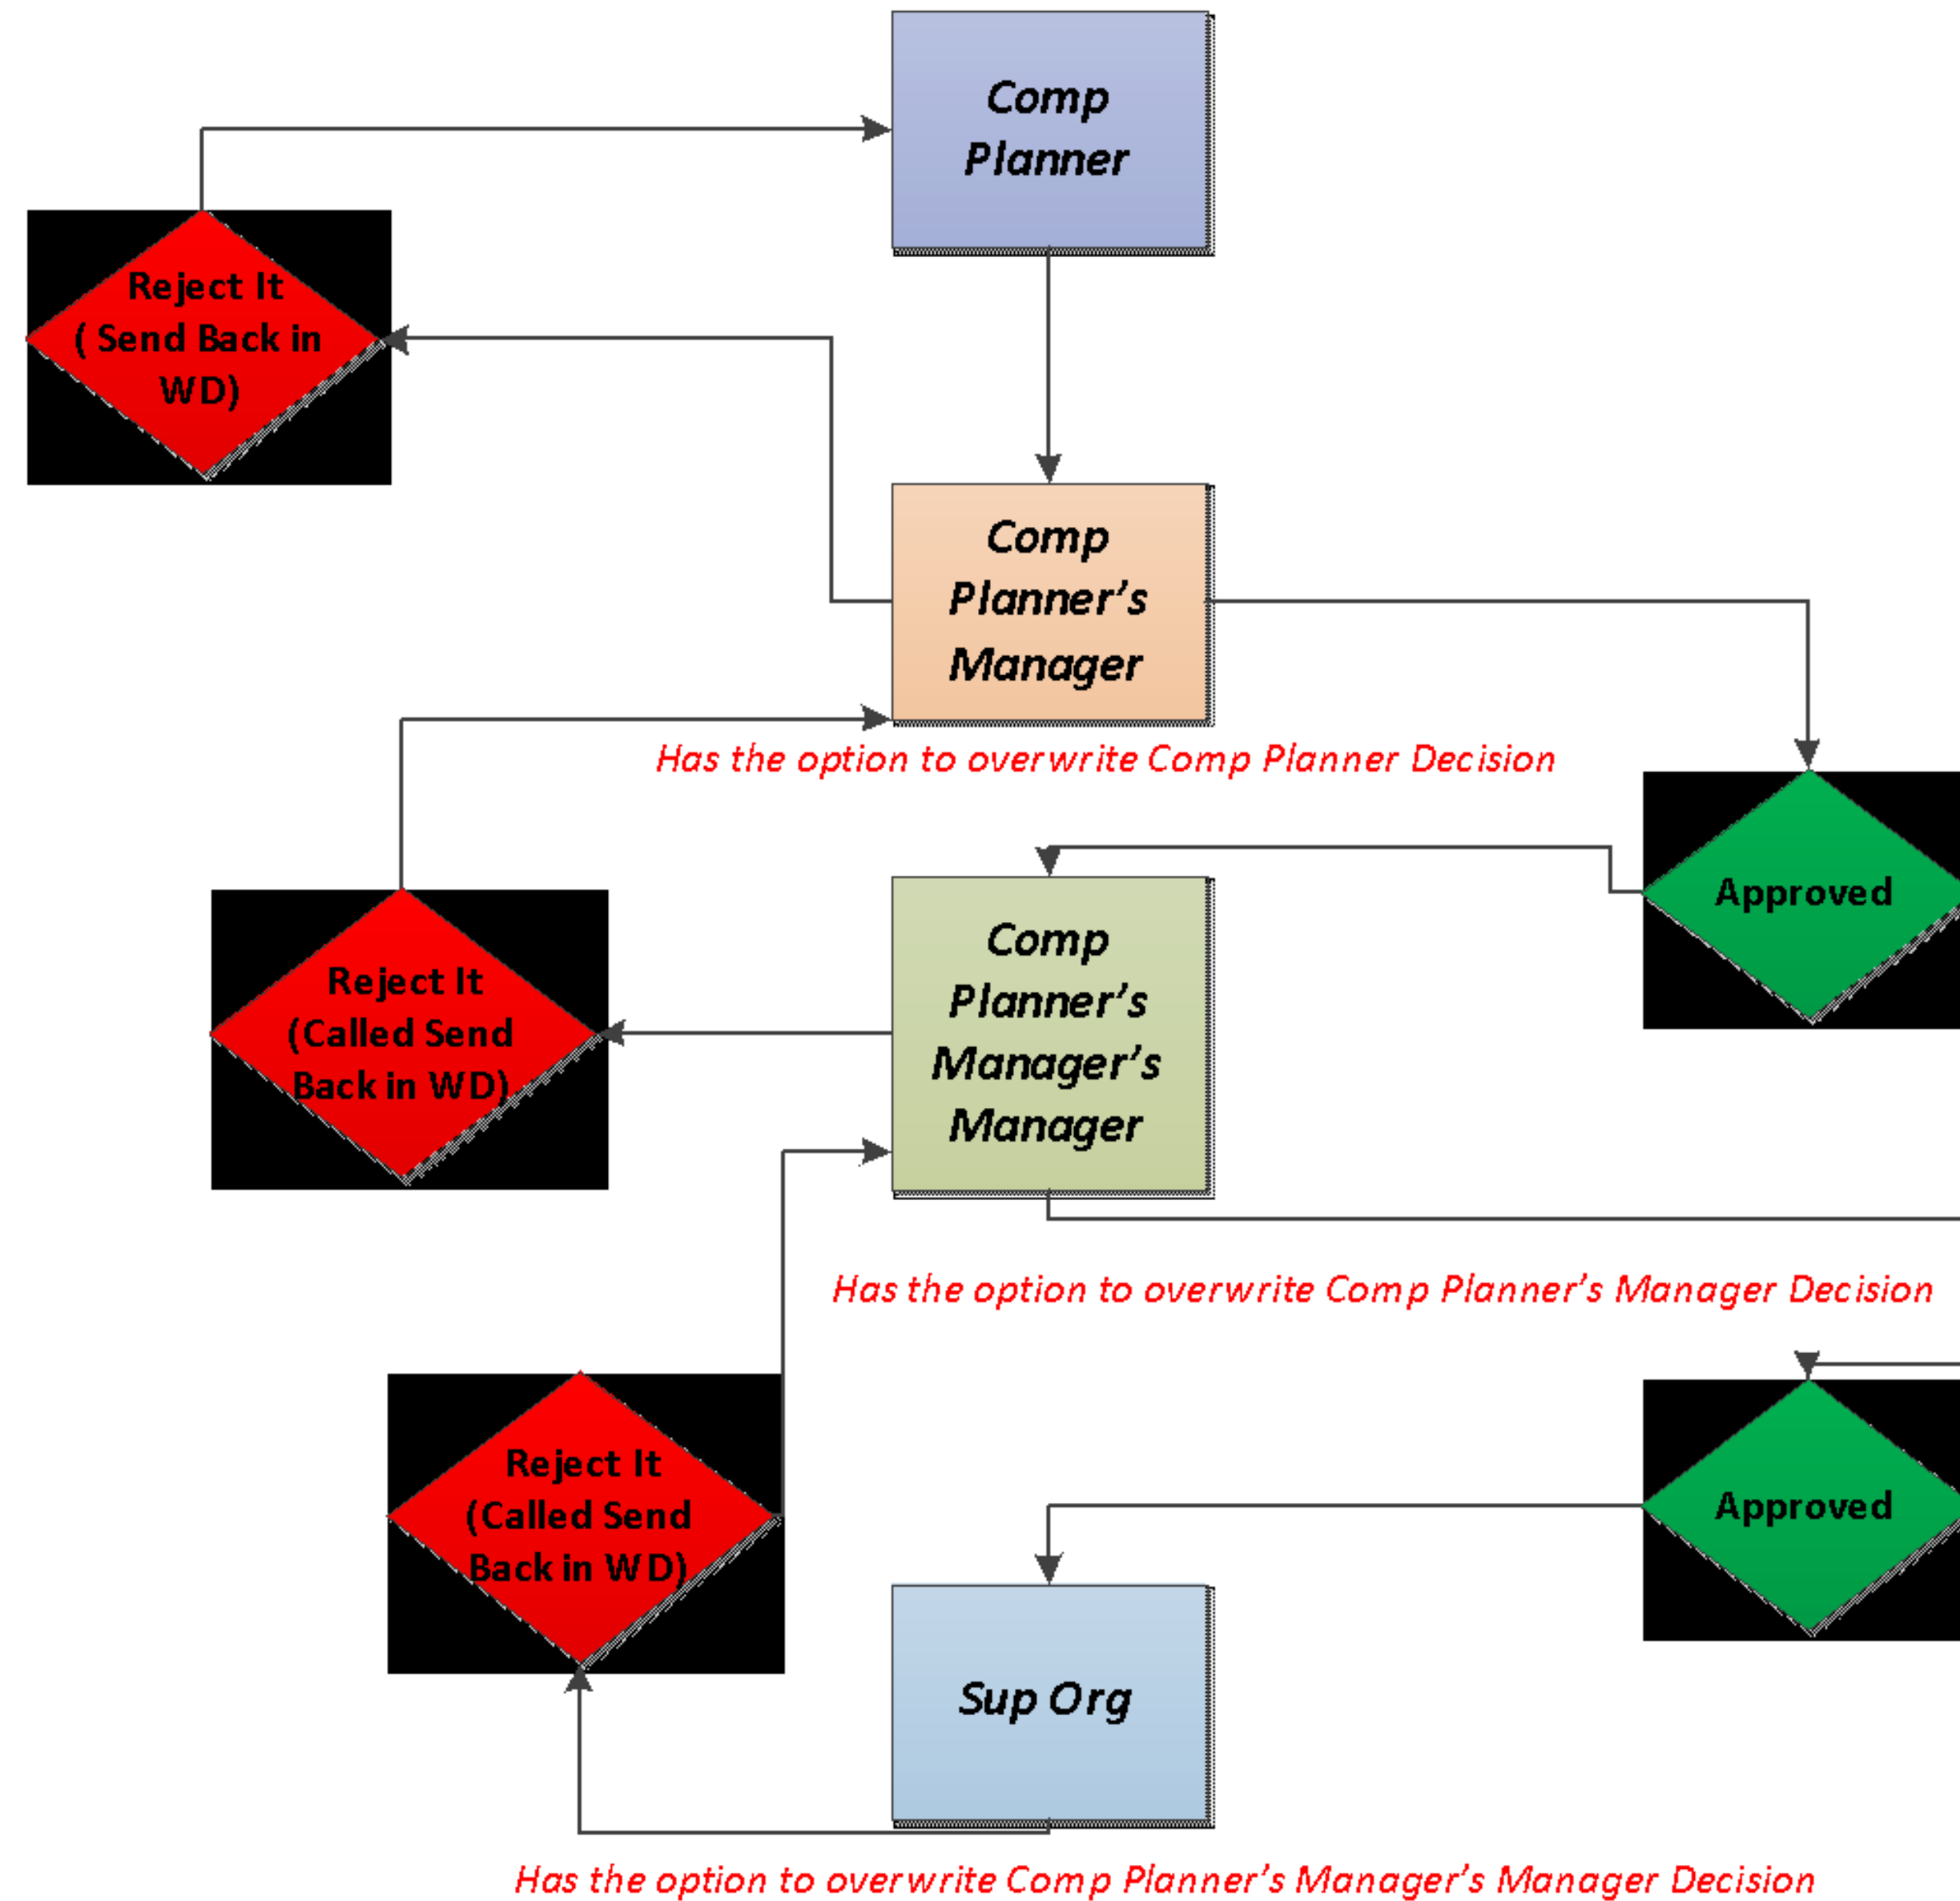 Comp
Planner
Reject It
( Send Back in
WD)
Comp
Planner’s
Manager
Has the option to overwrite Comp Planner Decision
Approved
Comp
Planner’s
Manager’s
Manager
Reject It
(Called Send
Back in WD)
Has the option to overwrite Comp Planner’s Manager Decision
Reject It
(Called Send
Back in WD)
Approved
Sup Org
Has the option to overwrite Comp Planner’s Manager’s Manager Decision